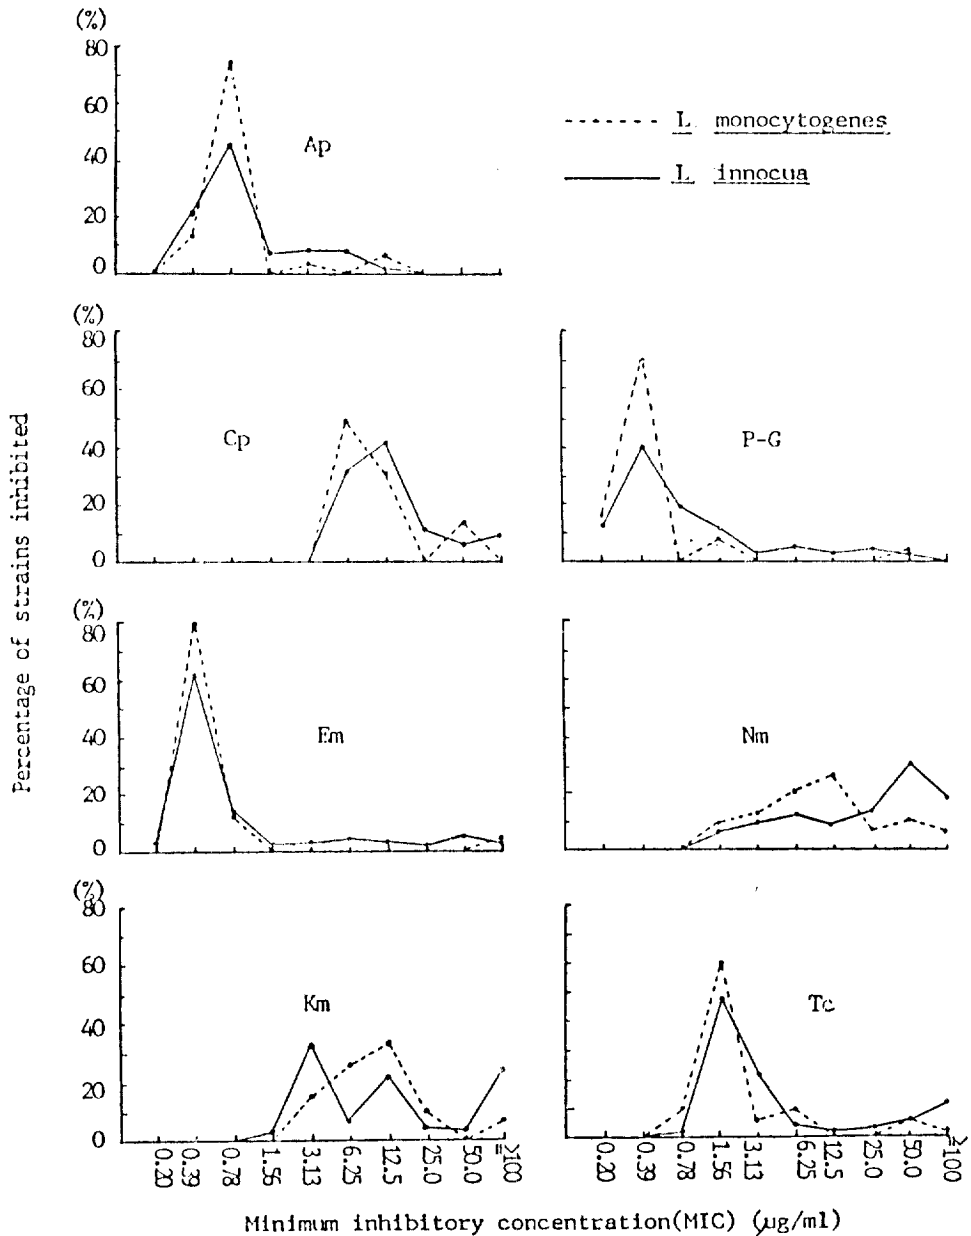 (%)
80
60
40
20
0
Ap
L. monocytogenes
L. innocua
(%)
80
60
40
20
0
Cp
P-G
Percentage of strains inhibited
(%)
80
60
40
20
0
Em
Nm
(%)
80
60
40
20
0
Km
Tc
0.20 0.39 0.78 1.56 3.13 6.25 12.5 25.0 50.0 ≥100
0.20 0.39 0.78 1.56 3.13 6.25 12.5 25.0 50.0 ≥100
Minimum inhibitory concentration(MIC) (µg/ml)